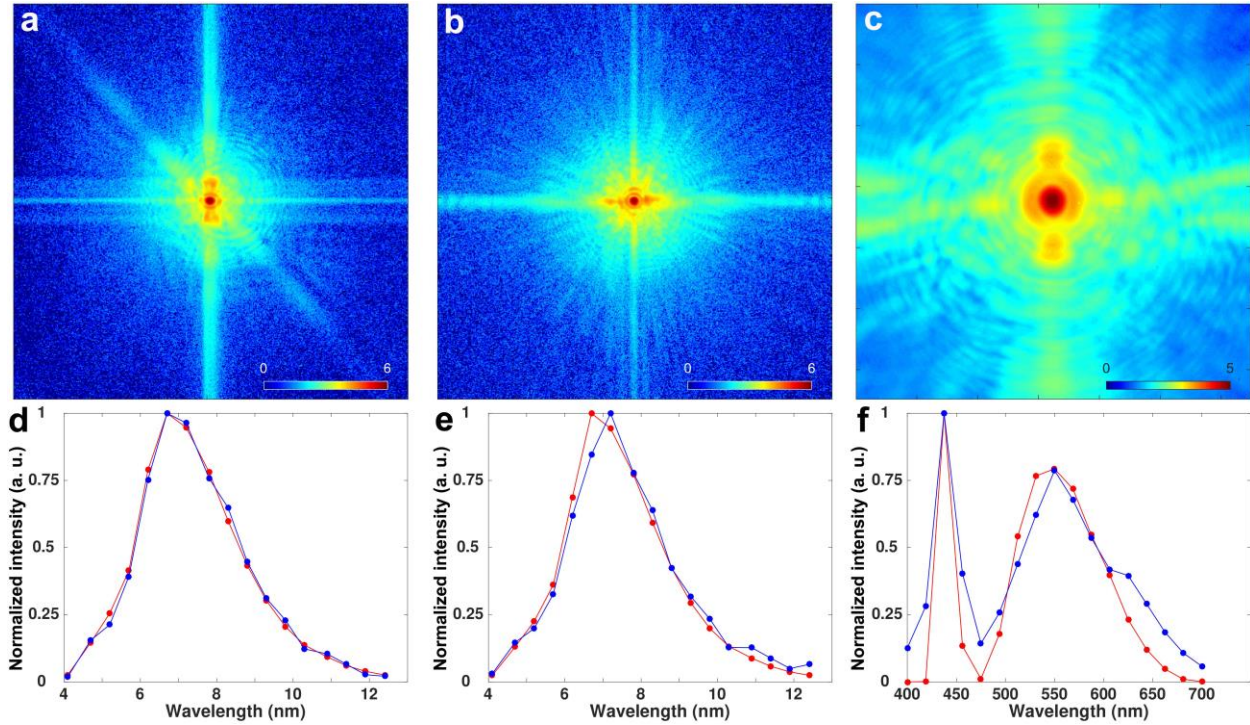 a
b
c
0 6
0 6
0 5
d
e
f
Normalized intensity (a. u.)
1
0.75
0.5
0.25
0
4 6 8 10 12
Wavelength (nm)
Normalized intensity (a. u.)
1
0.75
0.5
0.25
0
4 6 8 10 12
Wavelength (nm)
Normalized intensity (a. u.)
1
0.75
0.5
0.25
0
400 450 500 550 600 650 700
Wavelength (nm)